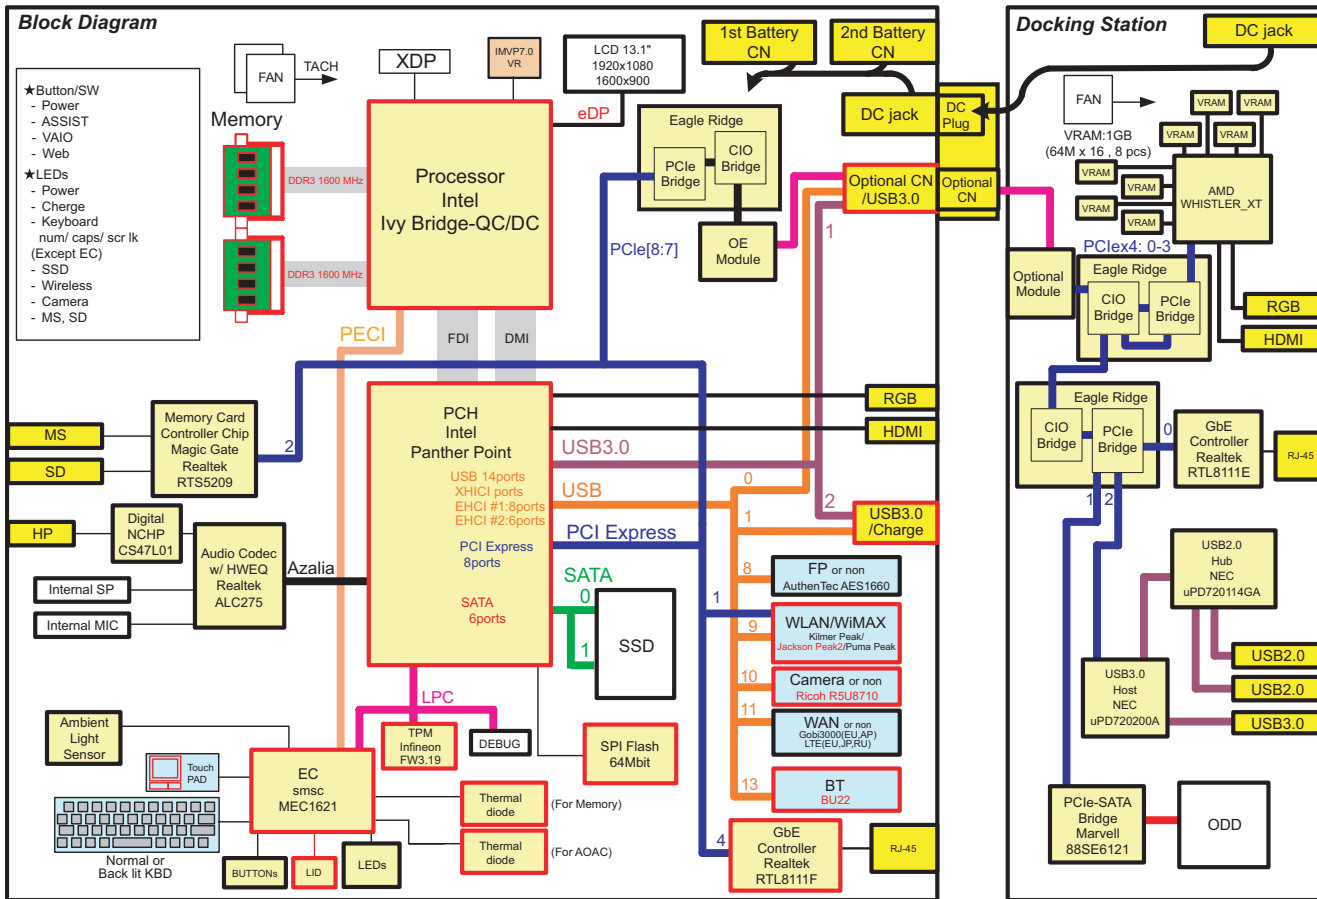 Block Diagram
★Button/SW
- Power
- ASSIST
- VAIO
- Web
★LEDs
- Power
- Charge
- Keyboard
num/ caps/ scr lk
(Except EC)
- SSD
- Wireless
- Camera
- MS, SD
FAN
TACH
XDP
IMVP7.0
VR
LCD 13.1"
1920x1080
1600x900
eDP
Memory
DDR3 1600 MHz
DDR3 1600 MHz
Processor
Intel
Ivy Bridge-QC/DC
1st Battery
CN
2nd Battery
CN
DC jack
DC
Plug
Eagle Ridge
PCIe
Bridge
CIO
Bridge
OE
Module
Optional CN
/USB3.0
Optional
CN
1
PCIe[8:7]
PECI
FDI
DMI
MS
SD
Memory Card
Controller Chip
Magic Gate
Realtek
RTS5209
2
PCH
Intel
Panther Point
USB 14ports
XHICI ports
EHCI #1:8ports
EHCI #2:6ports
PCI Express
8ports
SATA
6ports
RGB
HDMI
USB3.0
USB
PCI Express
SATA
0
1
SSD
0
1
2
USB3.0
/Charge
HP
Digital
NCHP
CS47L01
Audio Codec
w/ HWEQ
Realtek
ALC275
Azalia
Internal SP
Internal MIC
8
FP or non
AuthenTec AES1660
1
9
WLAN/WiMAX
Kilmer Peak/
Jackson Peak2/Puma Peak
10
Camera or non
Ricoh R5U8710
11
WAN or non
Gobi3000(EU,AP)
LTE(EU,JP,RU)
13
BT
BU22
4
GbE
Controller
Realtek
RTL8111F
RJ-45
LPC
TPM
Infineon
FW3.19
DEBUG
SPI Flash
64Mbit
Ambient
Light
Sensor
Touch
PAD
EC
smsc
MEC1621
Normal or
Back lit KBD
BUTTONs
LID
LEDs
Thermal
diode
(For Memory)
Thermal
diode
(For AOAC)
Docking Station
DC jack
FAN
VRAM:1GB
(64M x 16 , 8 pcs)
VRAM
VRAM
VRAM
VRAM
VRAM
VRAM
VRAM
VRAM
AMD
WHISTLER_XT
PCIex4: 0-3
Optional
Module
Eagle Ridge
CIO
Bridge
PCIe
Bridge
RGB
HDMI
Eagle Ridge
CIO
Bridge
PCIe
Bridge
0
1
2
GbE
Controller
Realtek
RTL8111E
RJ-45
USB2.0
Hub
NEC
uPD720114GA
USB3.0
Host
NEC
uPD720200A
USB2.0
USB2.0
USB3.0
PCIe-SATA
Bridge
Marvell
88SE6121
ODD